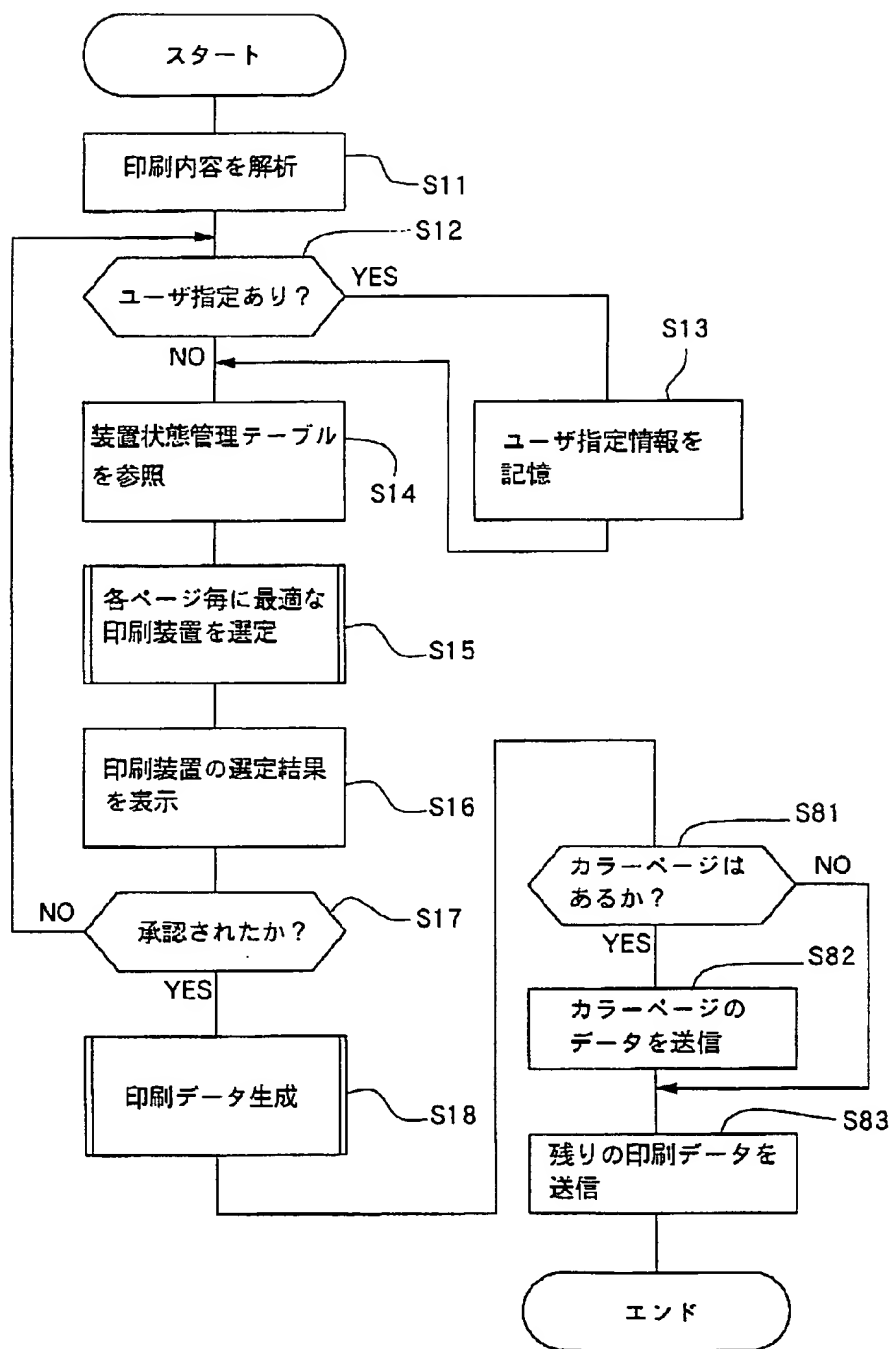 スタート
印刷内容を解析
S11
S12
ユーザ指定あり？
YES
NO
S13
ユーザ指定情報を
記憶
装置状態管理テーブル
を参照
S14
各ページ毎に最適な
印刷装置を選定
S15
印刷装置の選定結果
を表示
S16
承認されたか？
NO
S17
YES
印刷データ生成
S18
S81
カラーページは
あるか？
NO
YES
S82
カラーページの
データを送信
S83
残りの印刷データを
送信
エンド